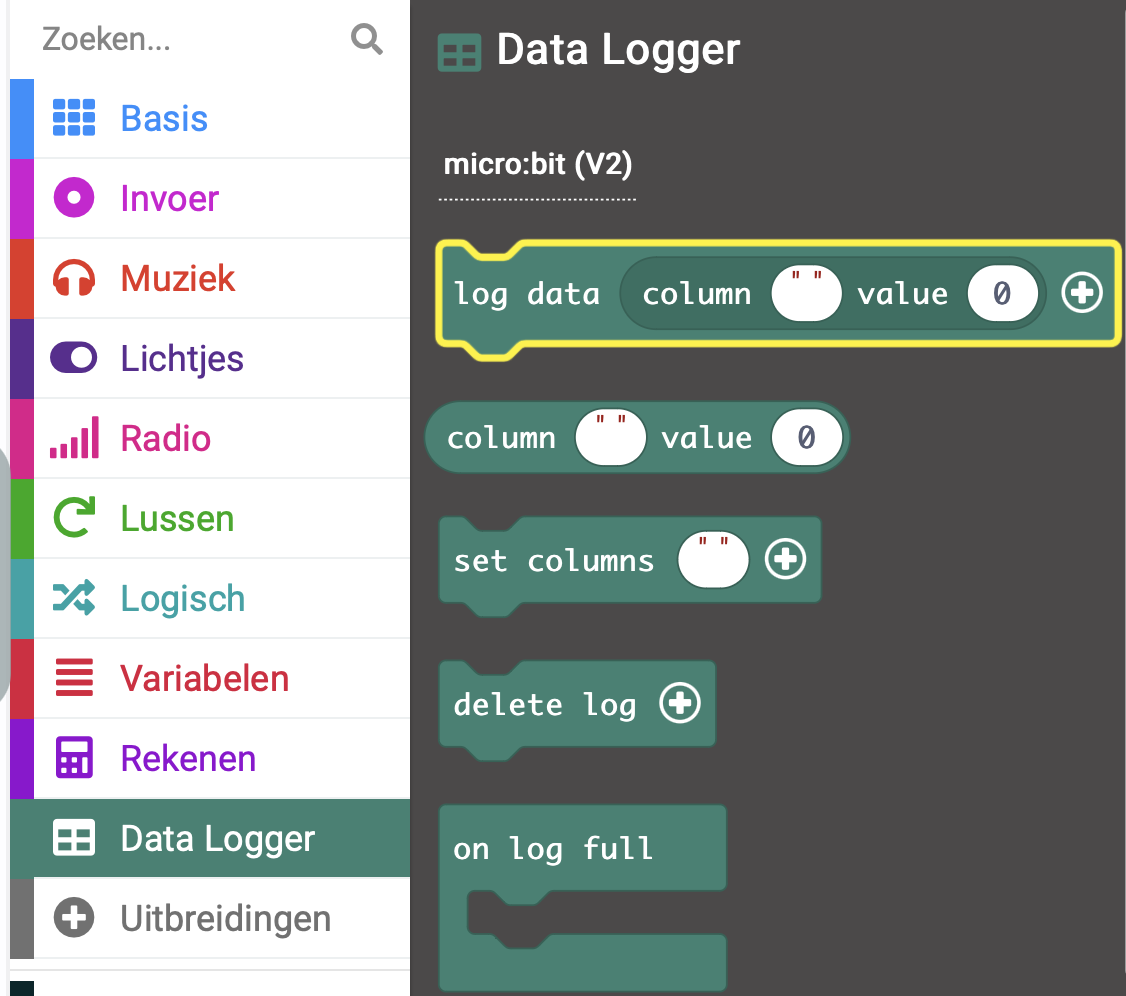 Zoeken...
Basis
Invoer
Muziek
Lichtjes
Radio
Lussen
Logisch
Variabelen
Rekenen
Data Logger
Uitbreidingen
Data Logger
micro:bit (V2)
log data column " " value 0
column " " value 0
set columns " "
delete log
on log full